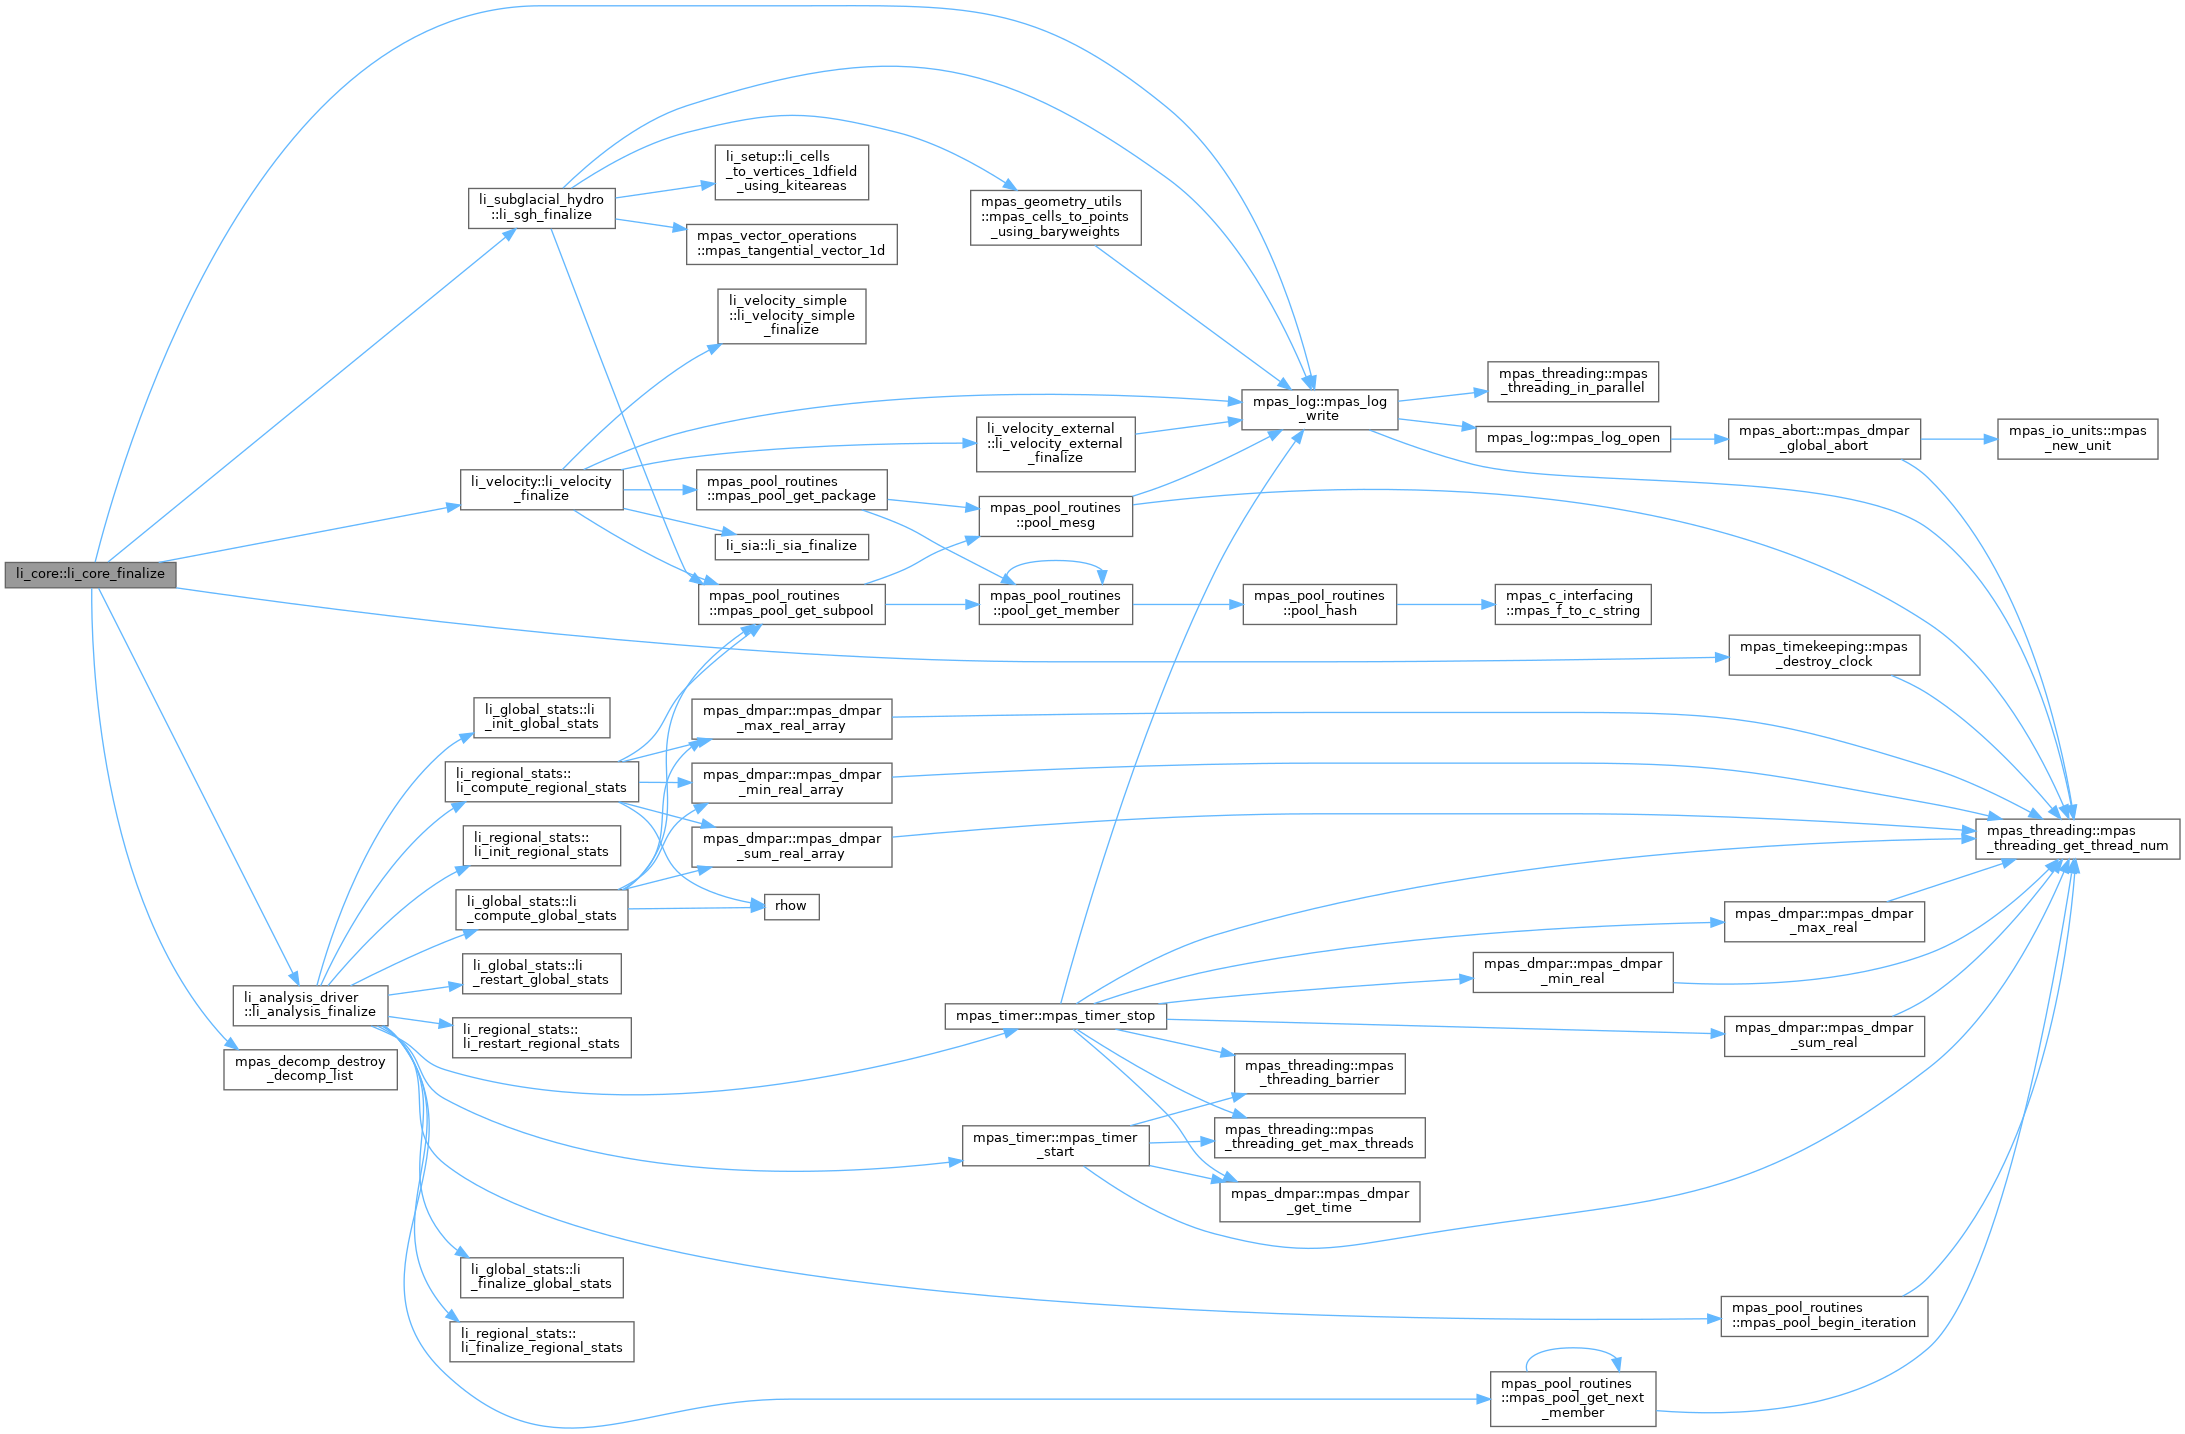 li_core::li_core_finalize
li_subglacial_hydro
::li_sgh_finalize
li_setup::li_cells
_to_vertices_1dfield
_using_kiteareas
mpas_vector_operations
::mpas_tangential_vector_1d
mpas_geometry_utils
::mpas_cells_to_points
_using_baryweights
li_velocity_simple
::li_velocity_simple
_finalize
mpas_log::mpas_log
_write
mpas_threading::mpas
_threading_in_parallel
mpas_log::mpas_log_open
mpas_abort::mpas_dmpar
_global_abort
mpas_io_units::mpas
_new_unit
li_velocity::li_velocity
_finalize
li_velocity_external
::li_velocity_external
_finalize
mpas_pool_routines
::mpas_pool_get_package
mpas_pool_routines
::pool_mesg
li_sia::li_sia_finalize
mpas_pool_routines
::mpas_pool_get_subpool
mpas_pool_routines
::pool_get_member
mpas_pool_routines
::pool_hash
mpas_c_interfacing
::mpas_f_to_c_string
mpas_timekeeping::mpas
_destroy_clock
li_global_stats::li
_init_global_stats
mpas_dmpar::mpas_dmpar
_max_real_array
li_regional_stats::
li_compute_regional_stats
mpas_dmpar::mpas_dmpar
_min_real_array
li_regional_stats::
li_init_regional_stats
mpas_dmpar::mpas_dmpar
_sum_real_array
mpas_threading::mpas
_threading_get_thread_num
li_global_stats::li
_compute_global_stats
rhow
mpas_dmpar::mpas_dmpar
_max_real
li_global_stats::li
_restart_global_stats
mpas_dmpar::mpas_dmpar
_min_real
li_analysis_driver
::li_analysis_finalize
li_regional_stats::
li_restart_regional_stats
mpas_timer::mpas_timer_stop
mpas_dmpar::mpas_dmpar
_sum_real
mpas_decomp_destroy
_decomp_list
mpas_threading::mpas
_threading_barrier
mpas_timer::mpas_timer
_start
mpas_threading::mpas
_threading_get_max_threads
mpas_dmpar::mpas_dmpar
_get_time
li_global_stats::li
_finalize_global_stats
li_regional_stats::
li_finalize_regional_stats
mpas_pool_routines
::mpas_pool_begin_iteration
mpas_pool_routines
::mpas_pool_get_next
_member